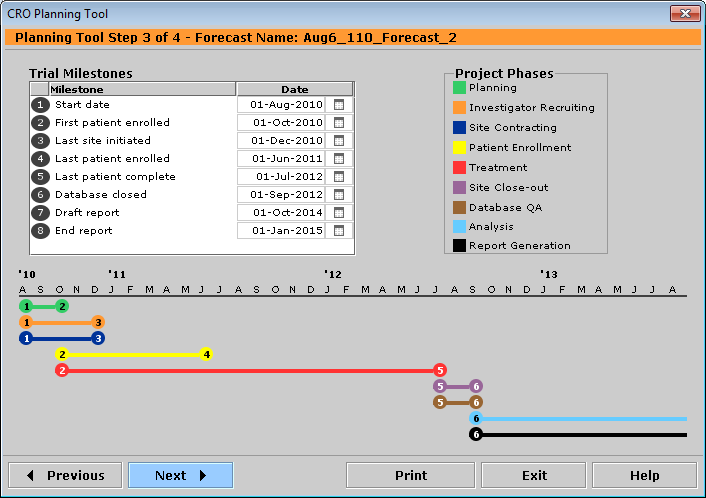 CRO Planning Tool
Planning Tool Step 3 of 4 - Forecast Name: Aug6_110_Forecast_2
Trial Milestones
Milestone Date
1 Start date 01-Aug-2010
2 First patient enrolled 01-Oct-2010
3 Last site initiated 01-Dec-2010
4 Last patient enrolled 01-Jun-2011
5 Last patient complete 01-Jul-2012
6 Database closed 01-Sep-2012
7 Draft report 01-Oct-2014
8 End report 01-Jan-2015
Project Phases
Planning
Investigator Recruiting
Site Contracting
Patient Enrollment
Treatment
Site Close-out
Database QA
Analysis
Report Generation
'10 '11 '12 '13
A S O N D J F M A M J J A S O N D J F M A M J J A S O N D J F M A M J J A
1 2
1 3
1 3
2 4
2 5
5 6
5 6
6
6
Previous Next Print Exit Help